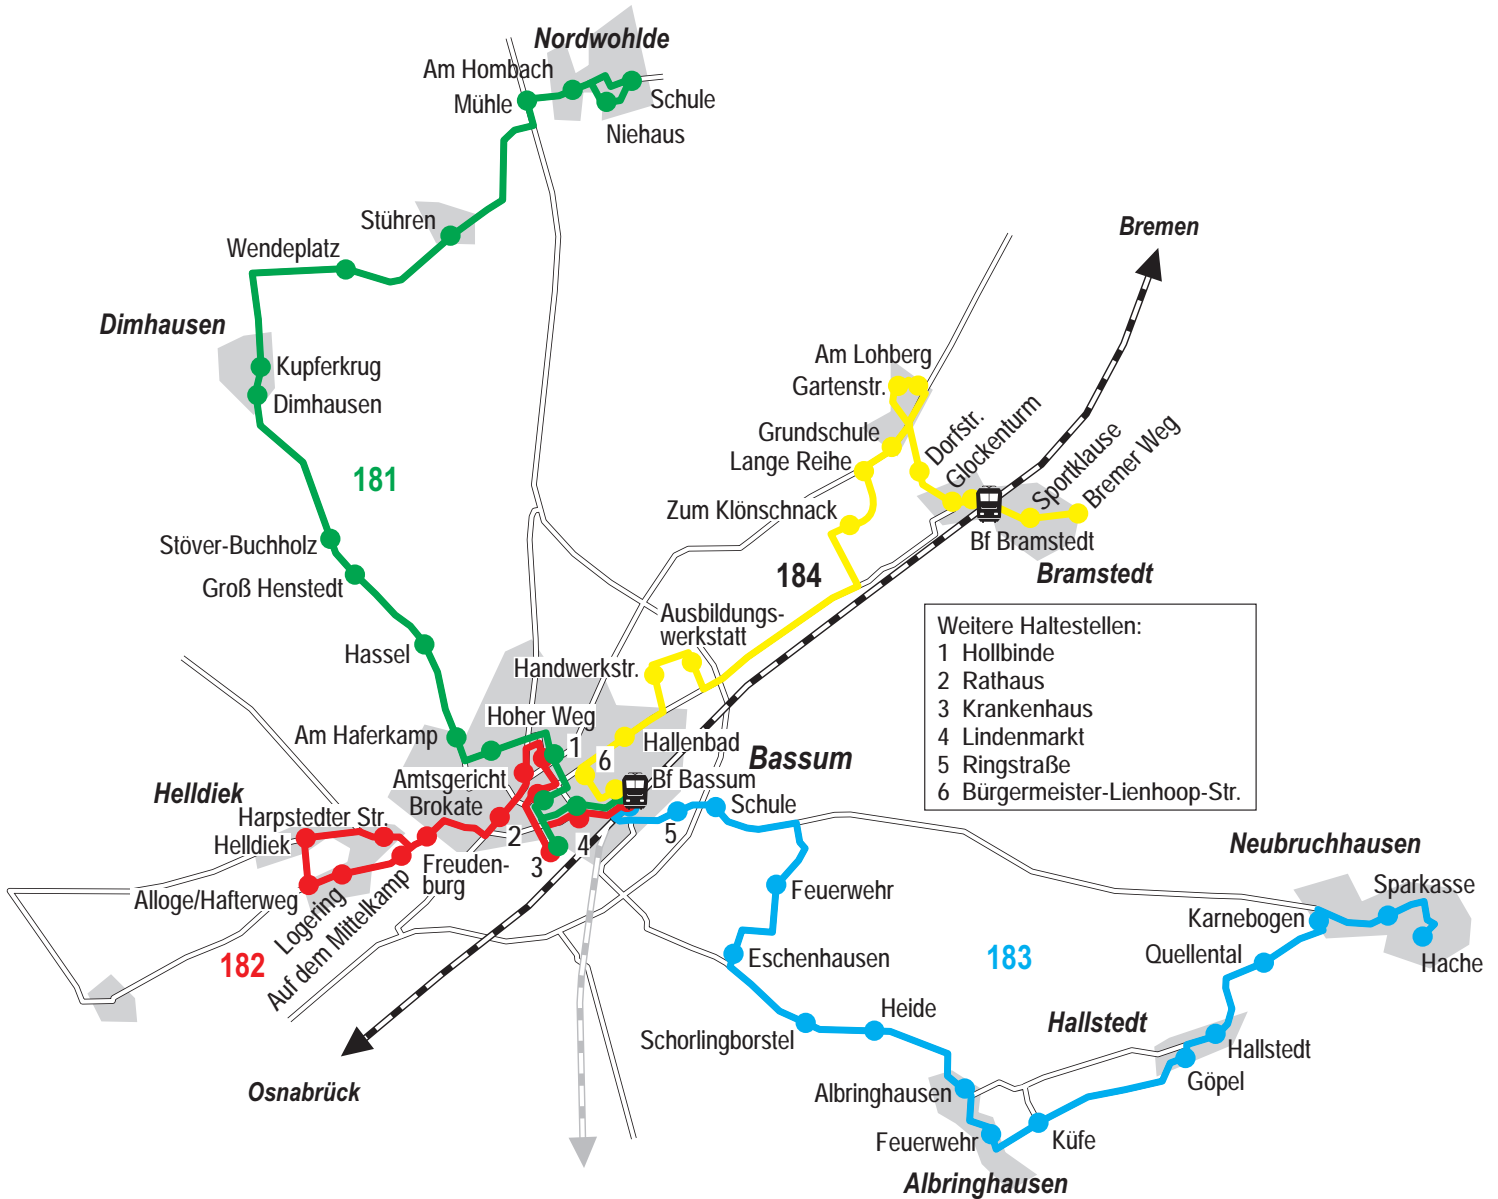 Nordwohlde
Am Hombach
Mühle
Schule
Niehaus
Stühren
Wendeplatz
Bremen
Dimhausen
Kupferkrug
Dimhausen
Am Lohberg
Gartenstr.
Grundschule
Lange Reihe
Dorfstr.
Glockenturm
Sportklause
Bremer Weg
181
Zum Klönschnack
Stöver-Buchholz
Bf Bramstedt
Groß Henstedt
184
Bramstedt
Ausbildungs-
werkstatt
Hassel
Handwerkstr.
Weitere Haltestellen:
1 Hollbinde
2 Rathaus
3 Krankenhaus
4 Lindenmarkt
5 Ringstraße
6 Bürgermeister-Lienhoop-Str.
Hoher Weg
Am Haferkamp
1
Hallenbad
6
Bassum
Amtsgericht
Bf Bassum
Brokate
Helldiek
Schule
Harpstedter Str.
Helldiek
2
5
4
3
Freuden-
burg
Neubruchhausen
Alloge/Hafterweg
Logering
Auf dem Mittelkamp
Feuerwehr
Sparkasse
Karnebogen
182
Eschenhausen
183
Quellental
Hache
Heide
Schorlingborstel
Hallstedt
Hallstedt
Göpel
Osnabrück
Albringhausen
Feuerwehr
Küfe
Albringhausen